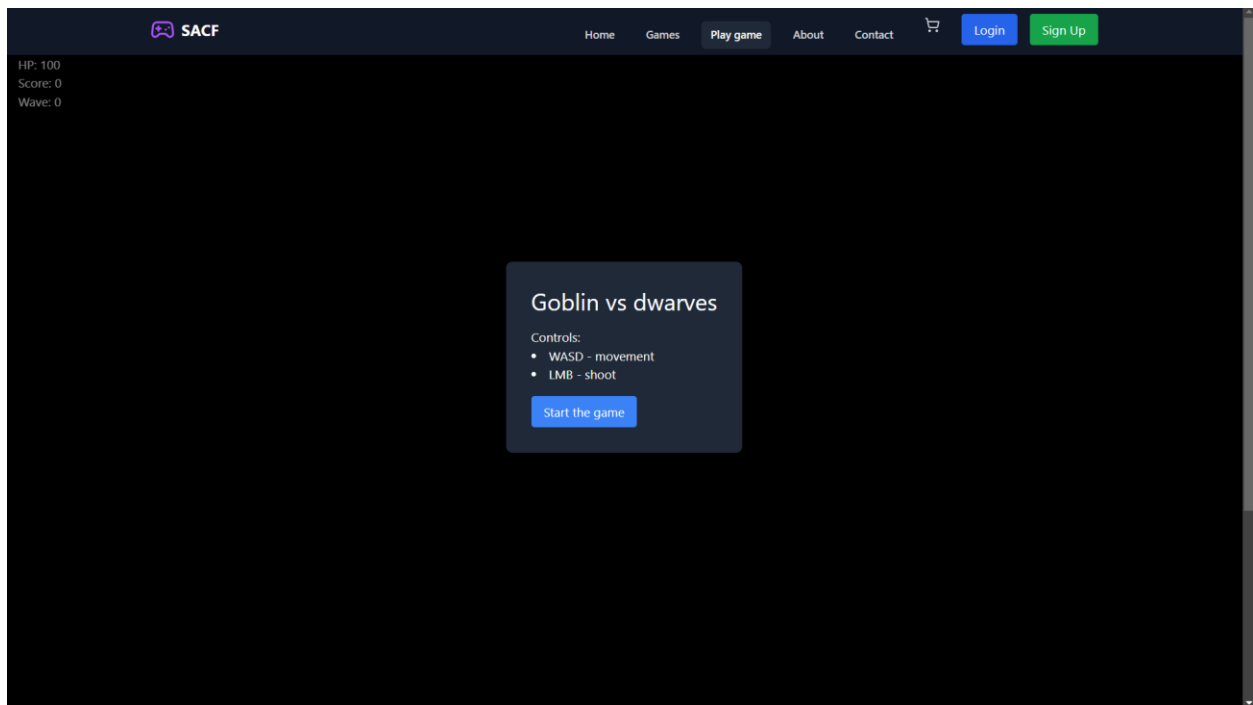 SACF
Home Games Play game About Contact Login Sign Up
HP: 100
Score: 0
Wave: 0
Goblin vs dwarves
Controls:
• WASD - movement
• LMB - shoot
Start the game